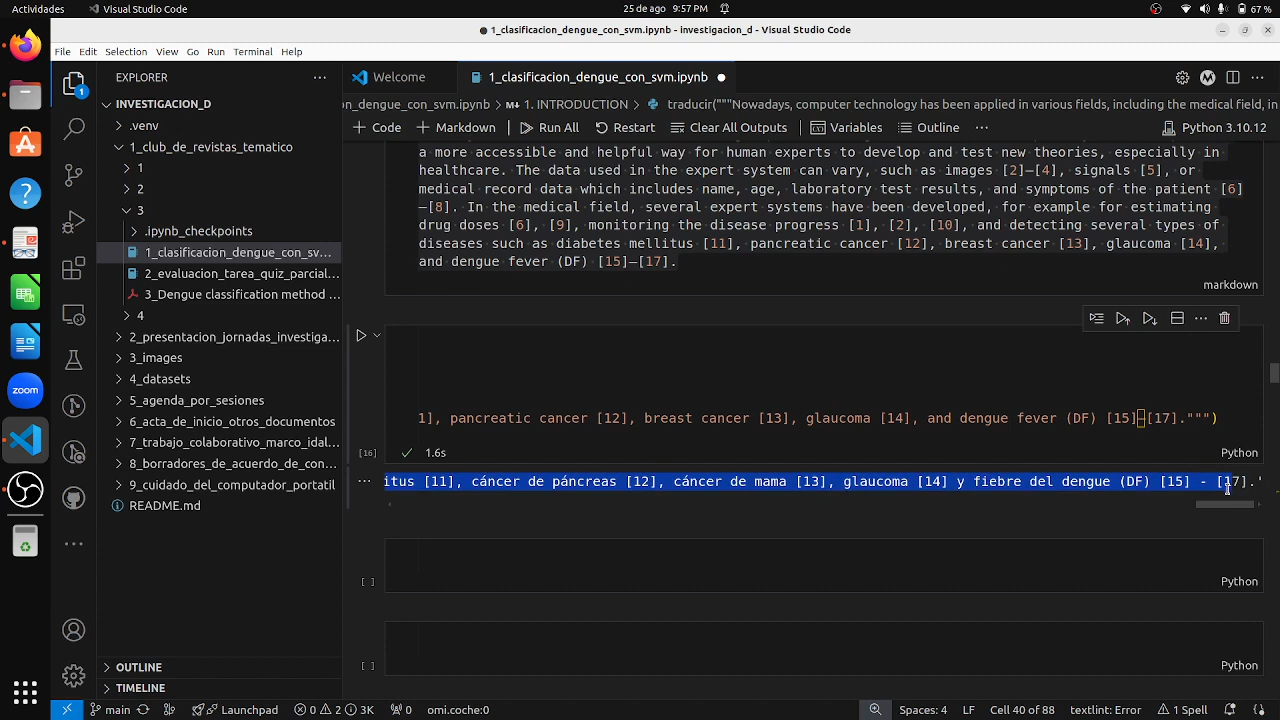 Actividades
Visual Studio Code
25 de ago 9:57 PM
67 %
1_clasificacion_dengue_con_svm.ipynb - investigacion_d - Visual Studio Code
File Edit Selection View Go Run Terminal Help
EXPLORER
Welcome
1_clasificacion_dengue_con_svm.ipynb
INVESTIGACION_D
on_dengue_con_svm.ipynb > 1. INTRODUCTION > traducir("""Nowadays, computer technology has been applied in various fields, including the medical field, in
.venv
Code Markdown Run All Restart Clear All Outputs Variables Outline Python 3.10.12
1_club_de_revistas_tematico
1
2
3
.ipynb_checkpoints
1_clasificacion_dengue_con_sv...
2_evaluacion_tarea_quiz_parcial...
3_Dengue classification method ...
4
2_presentacion_jornadas_investiga...
3_images
4_datasets
5_agenda_por_sesiones
6_acta_de_inicio_otros_documentos
7_trabajo_colaborativo_marco_idal...
8_borradores_de_acuerdo_de_con...
9_cuidado_del_computador_portatil
README.md
a more accessible and helpful way for human experts to develop and test new theories, especially in
healthcare. The data used in the expert system can vary, such as images [2]–[4], signals [5], or
medical record data which includes name, age, laboratory test results, and symptoms of the patient [6]
–[8]. In the medical field, several expert systems have been developed, for example for estimating
drug doses [6], [9], monitoring the disease progress [1], [2], [10], and detecting several types of
diseases such as diabetes mellitus [11], pancreatic cancer [12], breast cancer [13], glaucoma [14],
and dengue fever (DF) [15]–[17].
markdown
1], pancreatic cancer [12], breast cancer [13], glaucoma [14], and dengue fever (DF) [15]–[17].""")
[16]
1.6s
Python
itus [11], cáncer de páncreas [12], cáncer de mama [13], glaucoma [14] y fiebre del dengue (DF) [15] - [17].'
[ ]
Python
[ ]
Python
OUTLINE
TIMELINE
zoom
1
main Launchpad 0 2 3K 0 omi.coche:0 Spaces: 4 LF Cell 40 of 88 textlint: Error 1 Spell